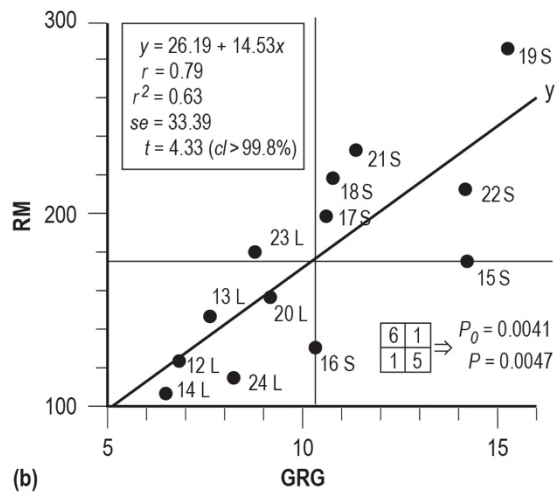 300
y = 26.19 + 14.53x
r = 0.79
r² = 0.63
se = 33.39
t = 4.33 (cl > 99.8%)
19 S
y
21 S
18 S
22 S
200
17 S
RM
23 L
15 S
13 L
20 L
6 1
1 5
⇒
P₀ = 0.0041
P = 0.0047
16 S
12 L
24 L
14 L
100
5 10 15
(b) GRG